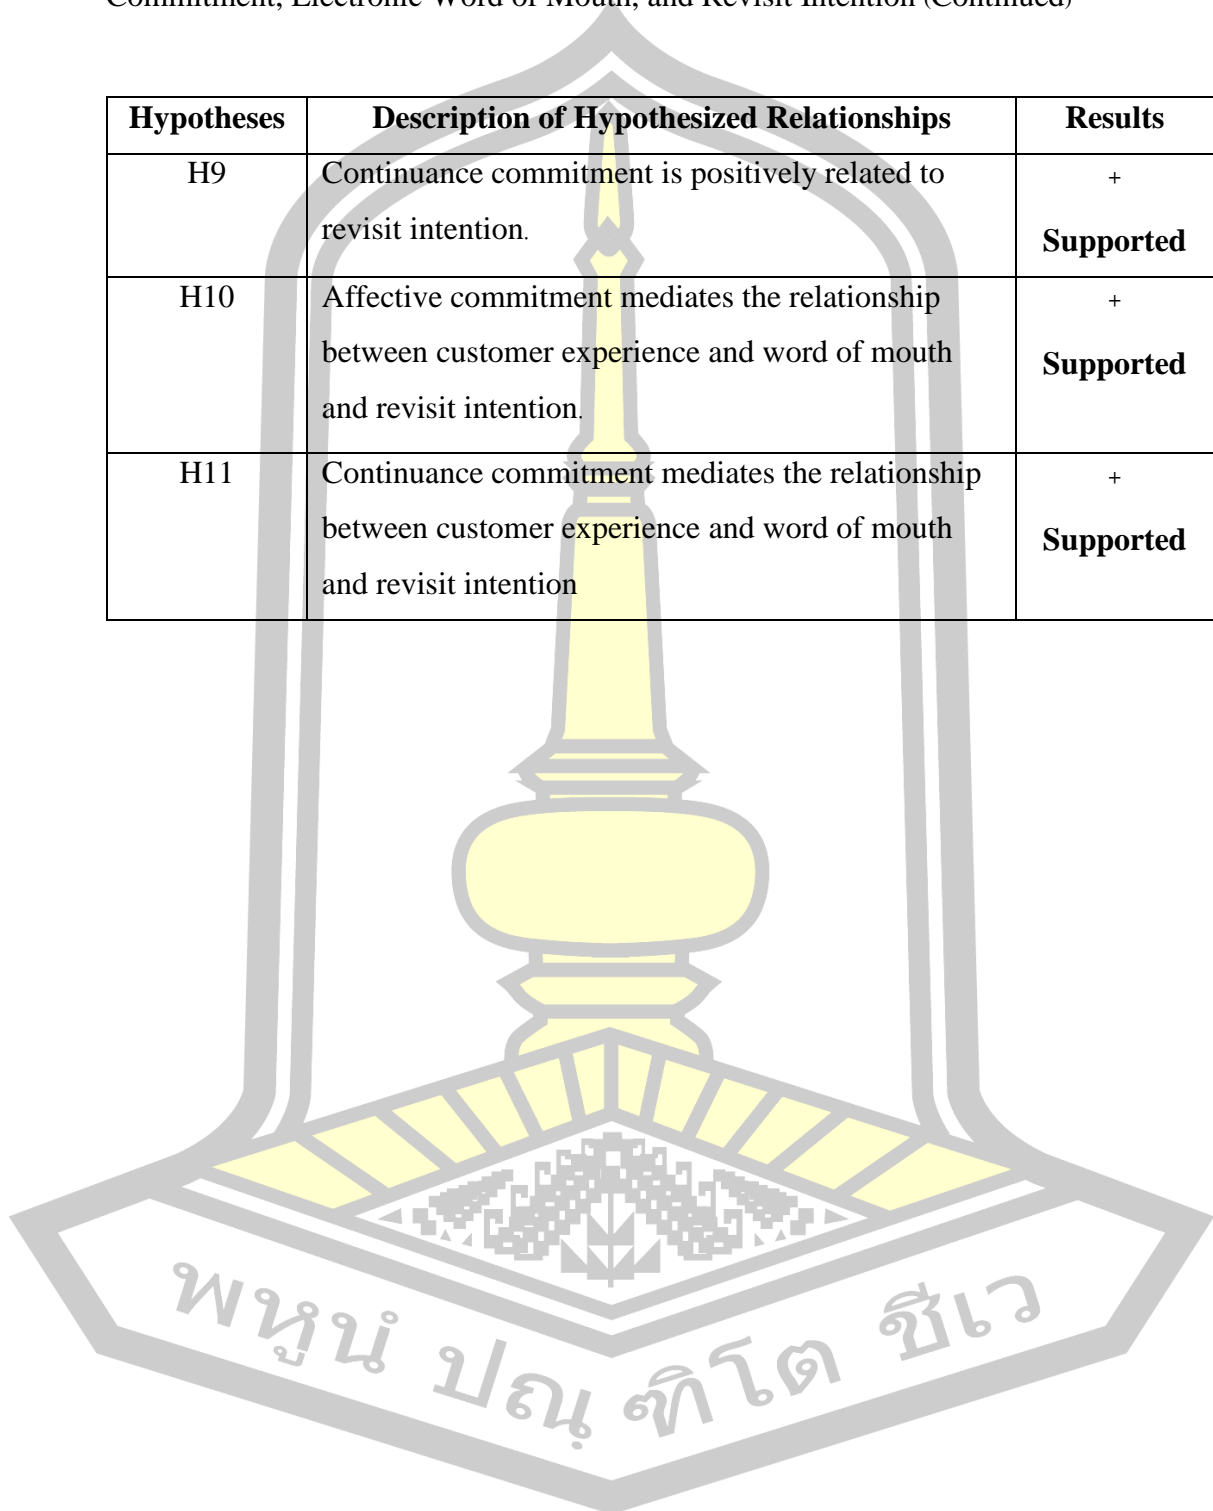 Commitment, Electronic Word of Mouth, and Revisit Intention (Continued)
Hypotheses Description of Hypothesized Relationships Results
H9 Continuance commitment is positively related to +
revisit intention.
Supported
H10 Affective commitment mediates the relationship +
between customer experience and word of mouth
Supported
and revisit intention.
H11 Continuance commitment mediates the relationship +
between customer experience and word of mouth
Supported
and revisit intention
พหูนํ ปณฺฑิโต ชีเว